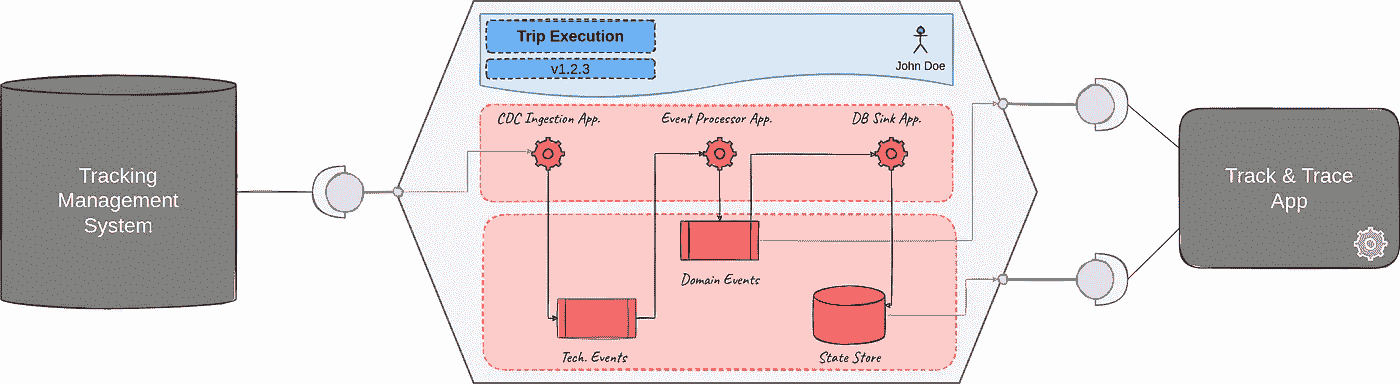 Trip Execution
v1.2.3
John Doe
CDC Ingestion App.
Event Processor App.
DB Sink App.
Tracking
Management
System
Track & Trace
App
Domain Events
Tech. Events
State Store